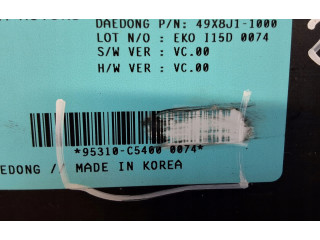 DAEDONG P/N: 49X8J1-1000
LOT N/O : EKO I15D 0074
S/W VER : VC.00
H/W VER : VC.00
*95310-C5400 0074*
EDONG // MADE IN KOREA